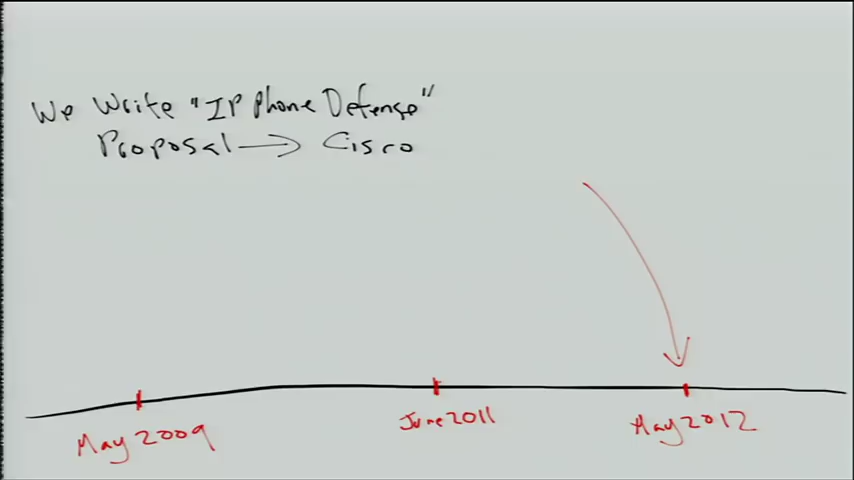 We Write "IP Phone Defense"
Proposal → Cisco
May 2009
June 2011
May 2012